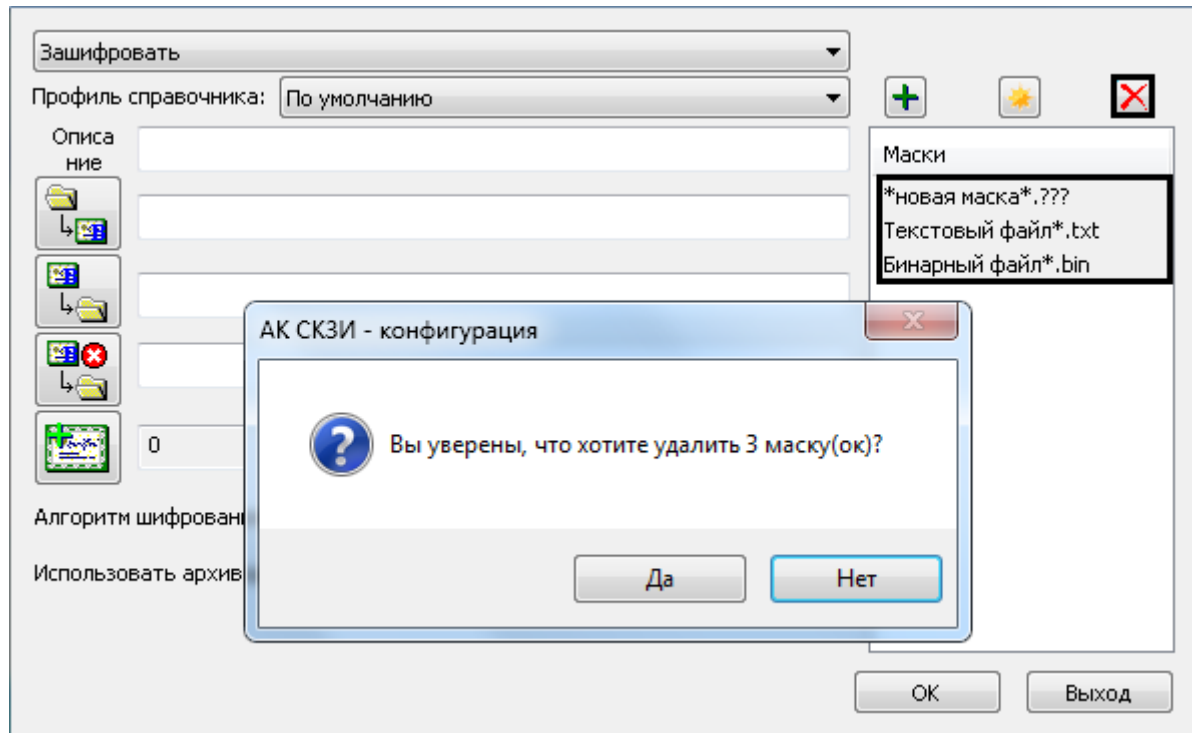 Зашифровать
Профиль справочника: По умолчанию
Описа
ние
Маски
*новая маска*.???
Текстовый файл*.txt
Бинарный файл*.bin
АК СКЗИ - конфигурация
Вы уверены, что хотите удалить 3 маску(ок)?
0
Алгоритм
Использовать архив
Да
Нет
ОК
Выход